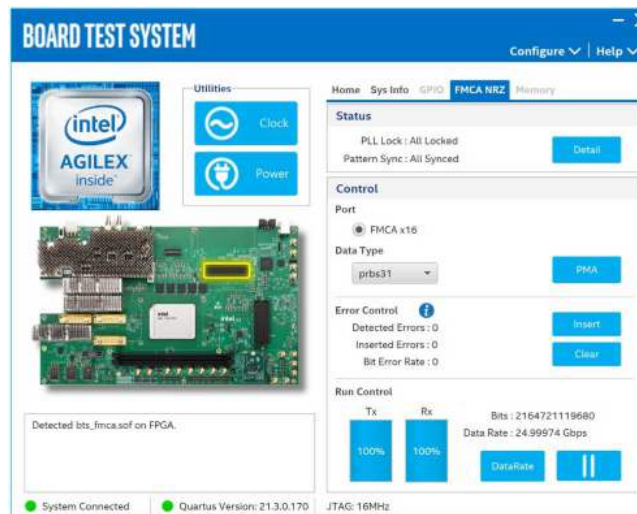 BOARD TEST SYSTEM
Configure
Help
intel
AGILEX
inside
Utilities
Clock
Power
Home Sys Info GPIO FMCA NRZ Memory
Status
PLL Lock : All Locked
Pattern Sync : All Synced
Detail
Control
Port
FMCA x16
Data Type
prbs31
PMA
Error Control
Detected Errors : 0
Inserted Errors : 0
Bit Error Rate : 0
Insert
Clear
Run Control
Tx Rx
100% 100%
Bits : 2164721119680
Data Rate : 24.99974 Gbps
DataRate
Detected bts_fmca.sof on FPGA.
System Connected Quartus Version: 21.3.0.170 JTAG: 16MHz